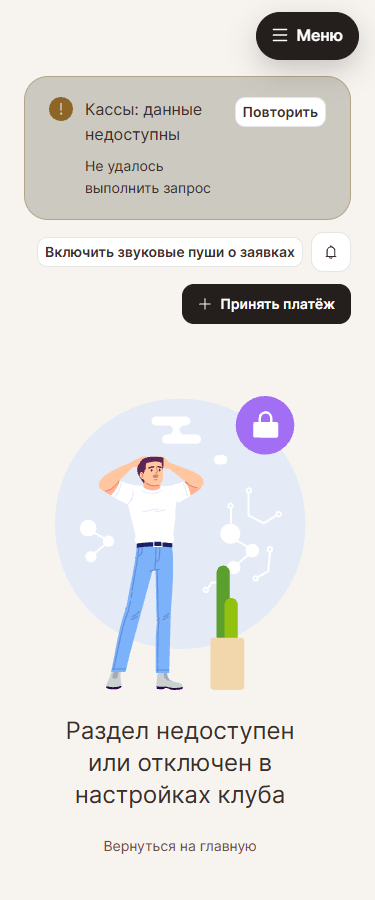 Меню
Кассы: данные
недоступны
Повторить
Не удалось
выполнить запрос
Включить звуковые пуши о заявках
Принять платёж
Раздел недоступен
или отключен в
настройках клуба
Вернуться на главную